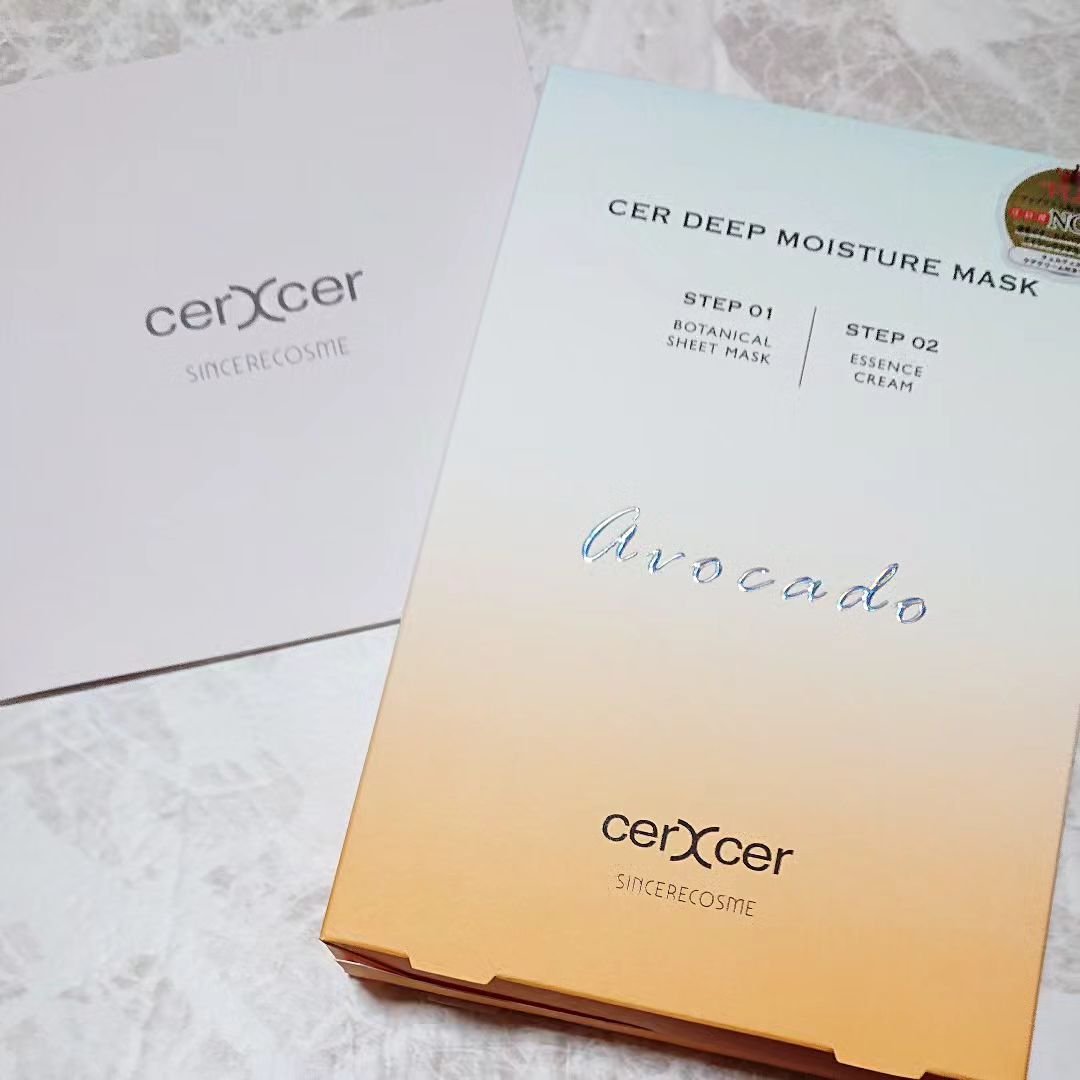 cerXcer
SINCERECOSME
CER DEEP MOISTURE MASK
STEP 01
BOTANICAL
SHEET MASK
STEP 02
ESSENCE
CREAM
Avocado
cerXcer
SINCERECOSME